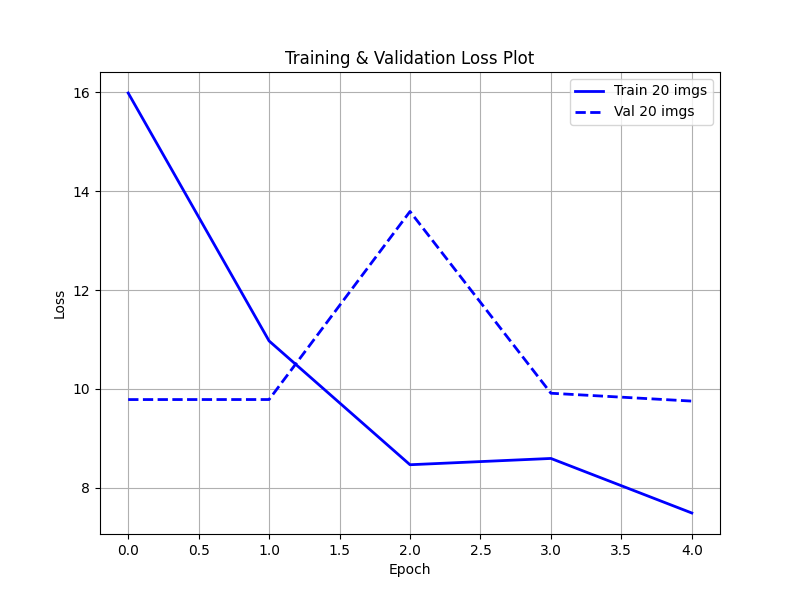 Training & Validation Loss Plot
Train 20 imgs
Val 20 imgs
16
14
12
10
8
Loss
0.0 0.5 1.0 1.5 2.0 2.5 3.0 3.5 4.0
Epoch